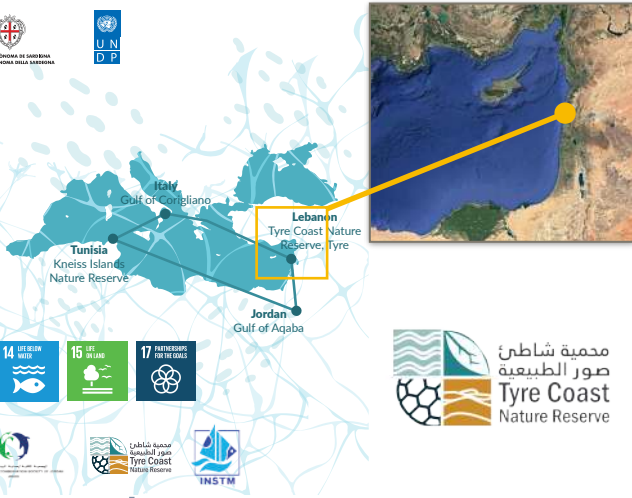 ÒNOMA DE SARDIGNA
NOMA DELLA SARDEGNA
U N
D P
Italy
Gulf of Corigliano
Lebanon
Tyre Coast Nature
Reserve, Tyre
Tunisia
Kneiss Islands
Nature Reserve
Jordan
Gulf of Aqaba
14 LIFE BELOW
WATER
15 LIFE
ON LAND
17 PARTNERSHIPS
FOR THE GOALS
محمية شاطئ
صور الطبيعية
Tyre Coast
Nature Reserve
محمية شاطئ
صور الطبيعية
Tyre Coast
Nature Reserve
INSTM